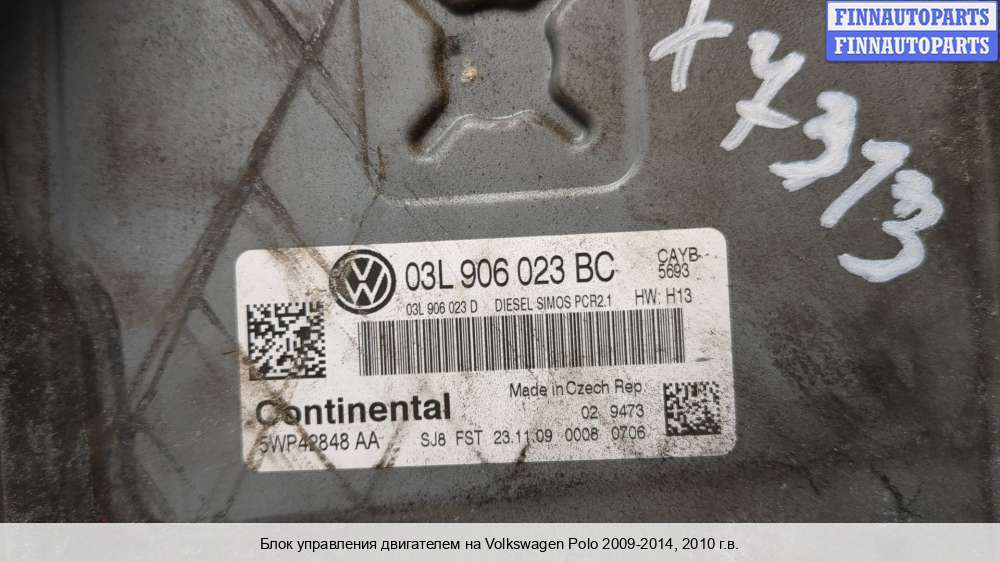 FINNAUTOPARTS
FINNAUTOPARTS
77373
03L 906 023 BC
CAYB
5693
03L 906 023 D DIESEL SIMOS PCR2.1 HW: H13
Made in Czech Rep.
Continental
02 9473
5WP42848 AA SJ8 FST 23.11.09 0008 0706
Блок управления двигателем на Volkswagen Polo 2009-2014, 2010 г.в.